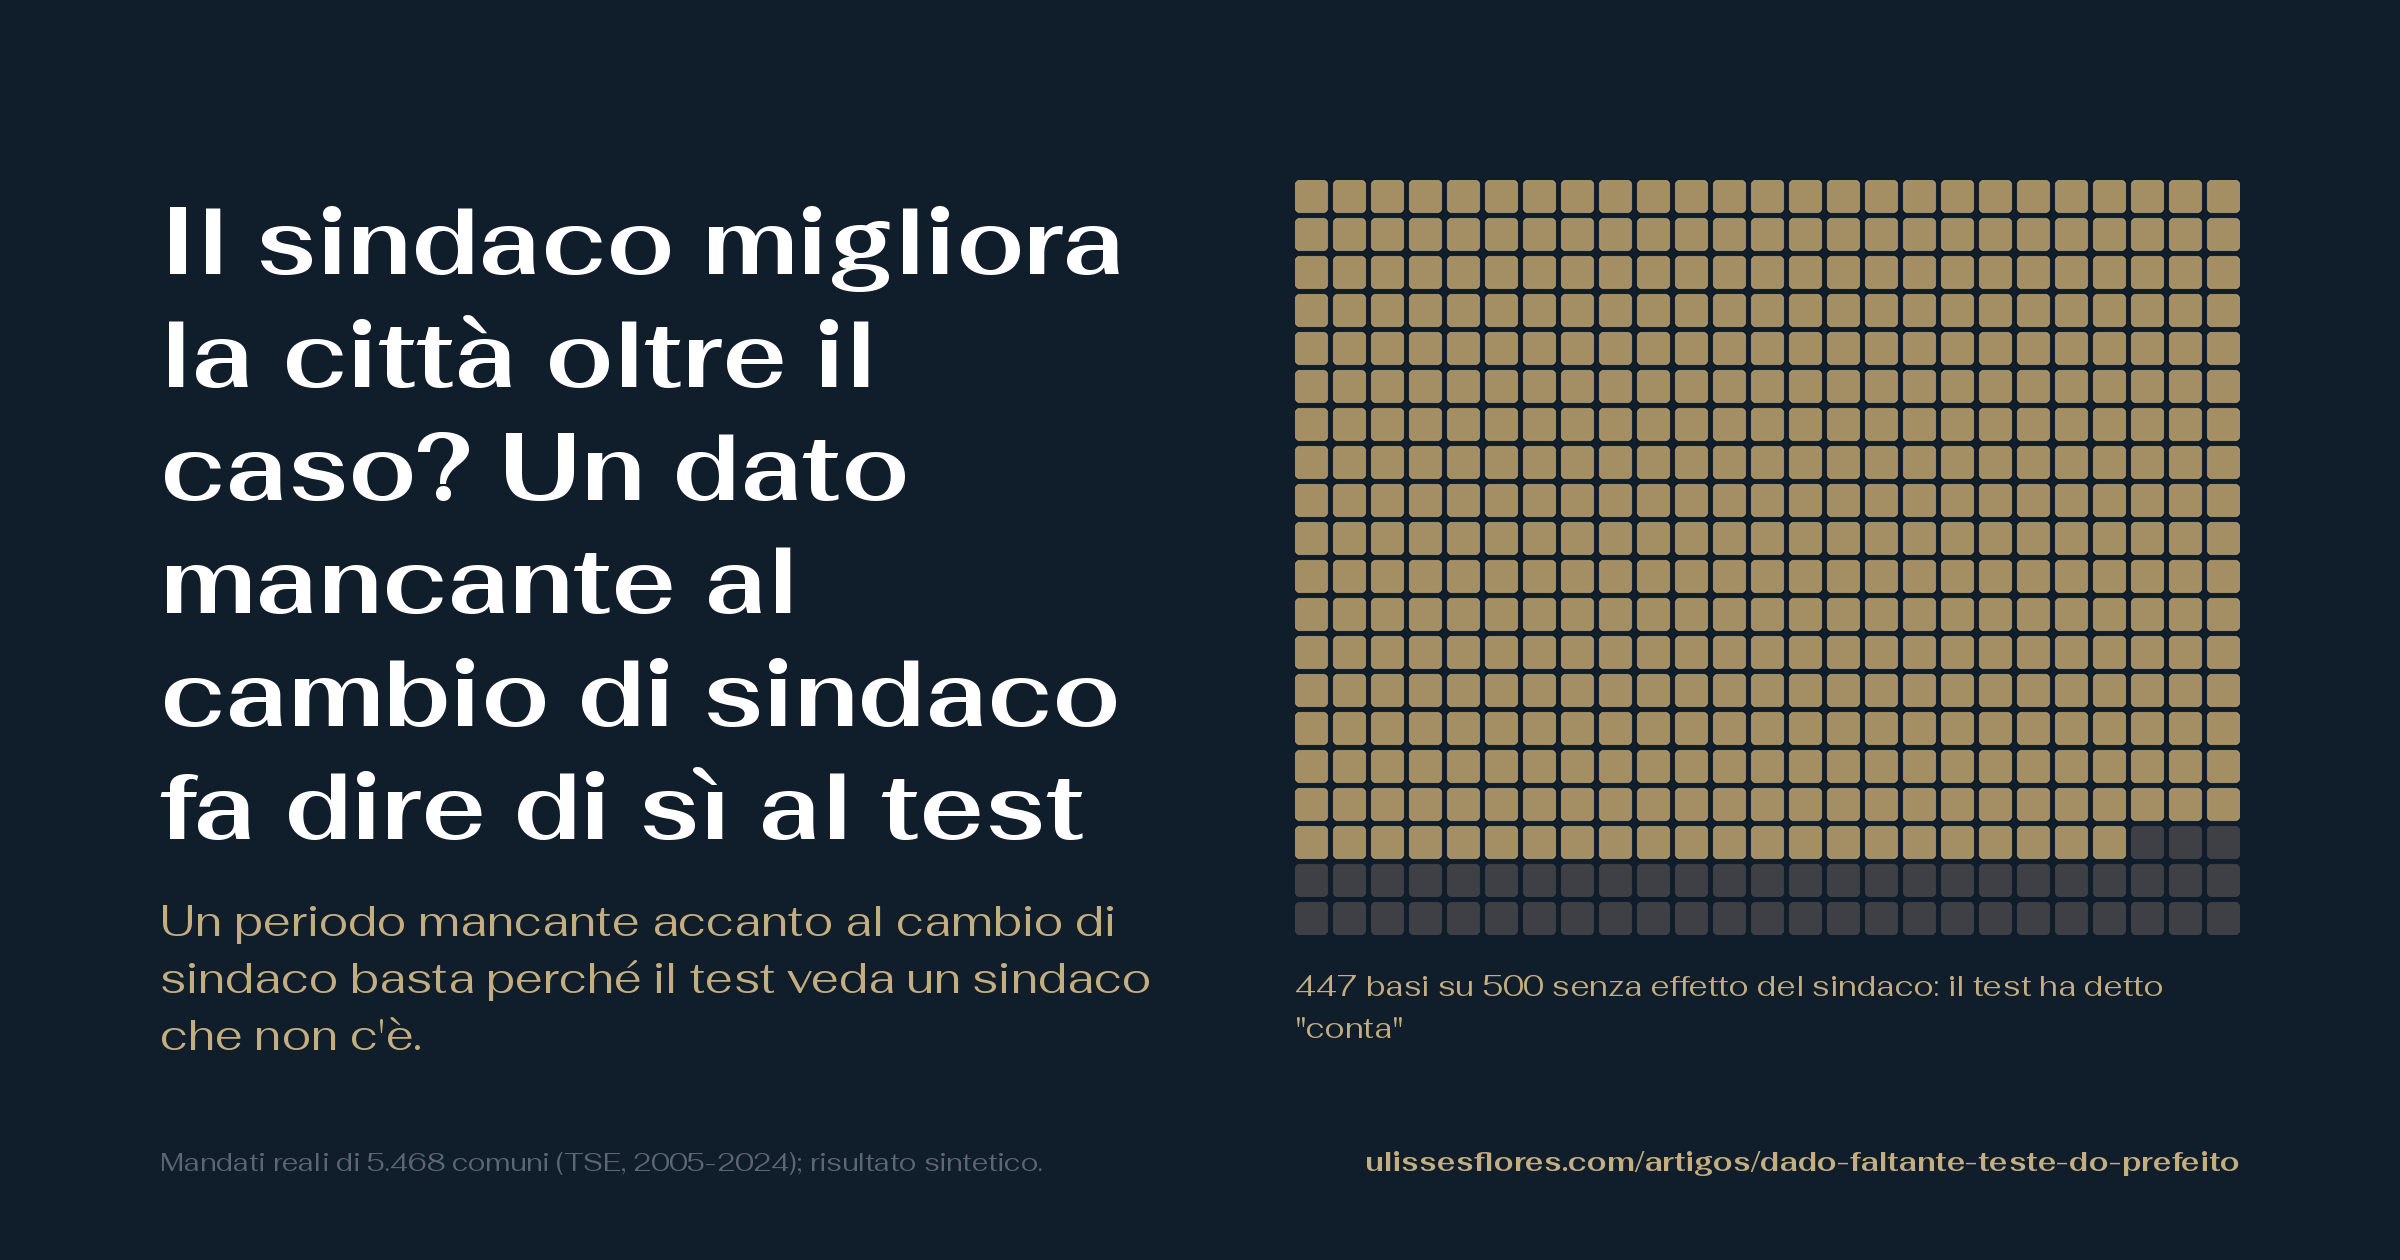 Il sindaco migliora
la città oltre il
caso? Un dato
mancante al
cambio di sindaco
fa dire di sì al test
Un periodo mancante accanto al cambio di
sindaco basta perché il test veda un sindaco
che non c'è.
447 basi su 500 senza effetto del sindaco: il test ha detto
"conta"
Mandati reali di 5.468 comuni (TSE, 2005-2024); risultato sintetico.
ulissesflores.com/artigos/dado-faltante-teste-do-prefeito